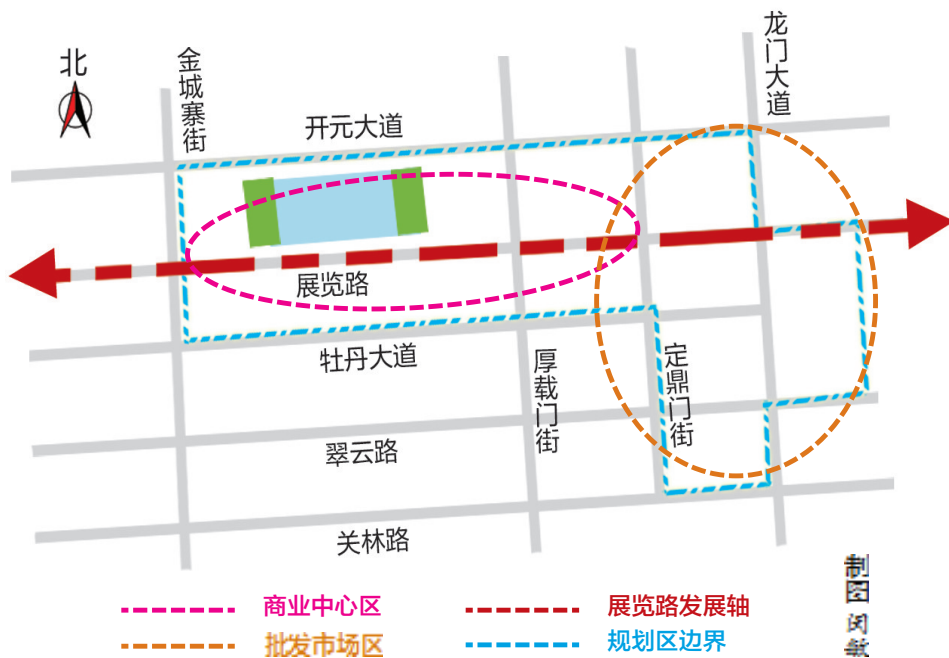 北
金城寨街
龙门大道
开元大道
展览路
牡丹大道
厚载门街
定鼎门街
翠云路
关林路
商业中心区
展览路发展轴
批发市场区
规划区边界
制图 闵敏